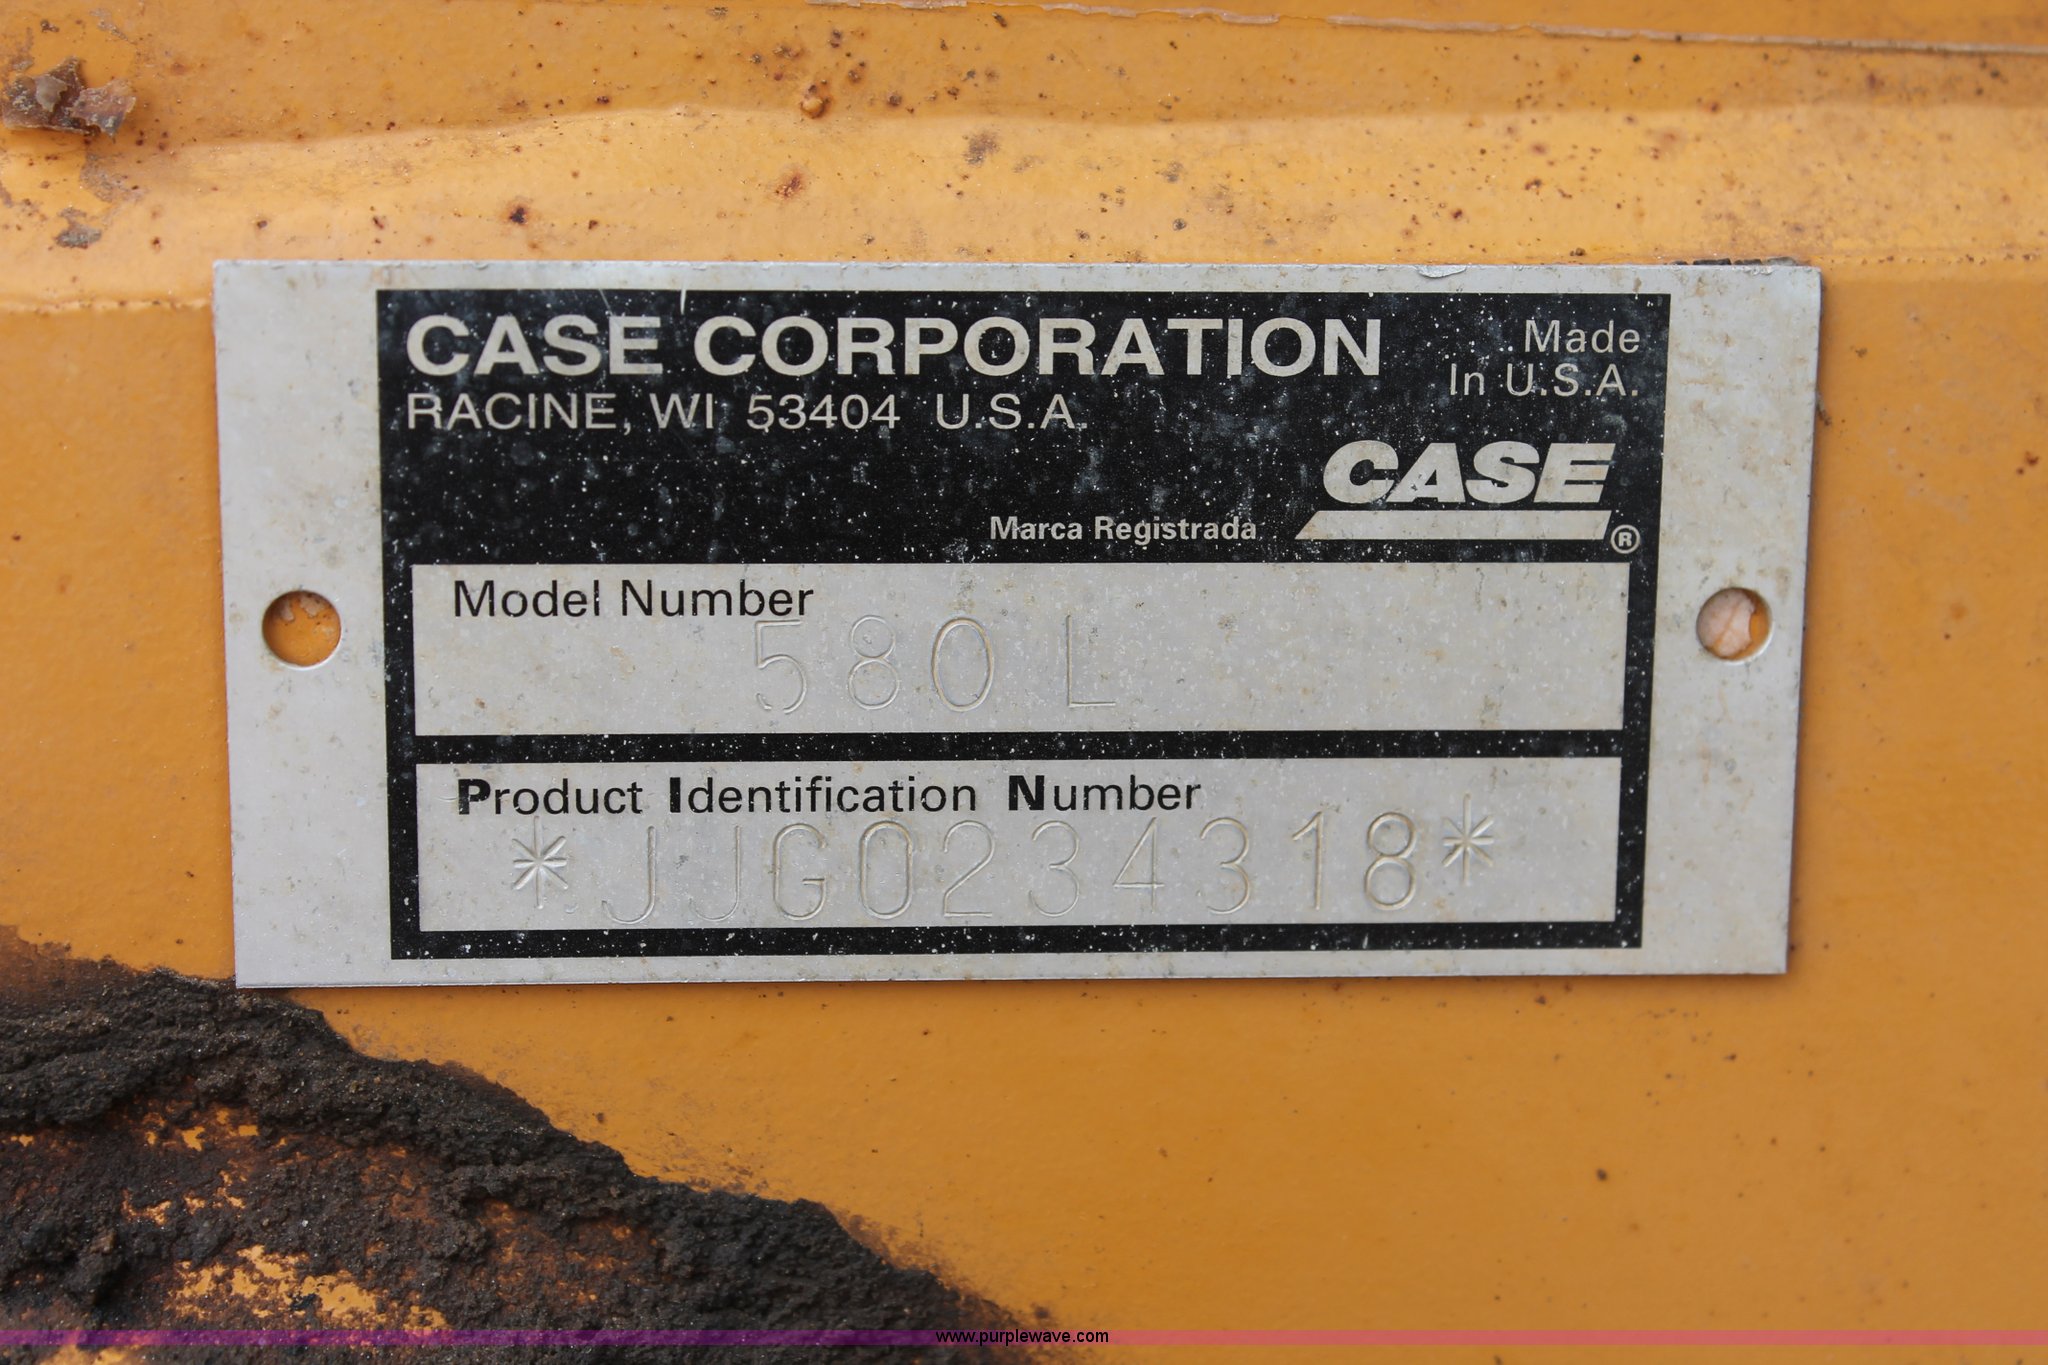 CASE CORPORATION
RACINE, WI 53404 U.S.A.
Made
In U.S.A.
CASE
Marca Registrada ®
Model Number
580 L
Product Identification Number
*JJG0234318*
www.purplewave.com